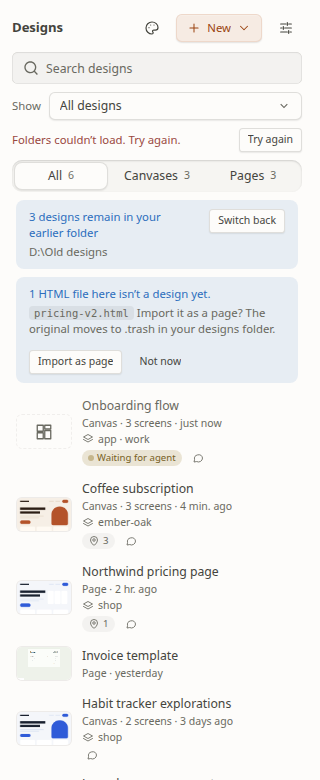 Designs
New
Search designs
Show
All designs
Folders couldn't load. Try again.
Try again
All 6
Canvases 3
Pages 3
3 designs remain in your
earlier folder
Switch back
D:\Old designs
1 HTML file here isn't a design yet.
pricing-v2.html Import it as a page? The
original moves to .trash in your designs folder.
Import as page
Not now
Onboarding flow
Canvas · 3 screens · just now
app · work
Waiting for agent
Coffee subscription
Canvas · 3 screens · 4 min. ago
ember-oak
3
Northwind pricing page
Page · 2 hr. ago
shop
1
Invoice template
Page · yesterday
Habit tracker explorations
Canvas · 2 screens · 3 days ago
shop